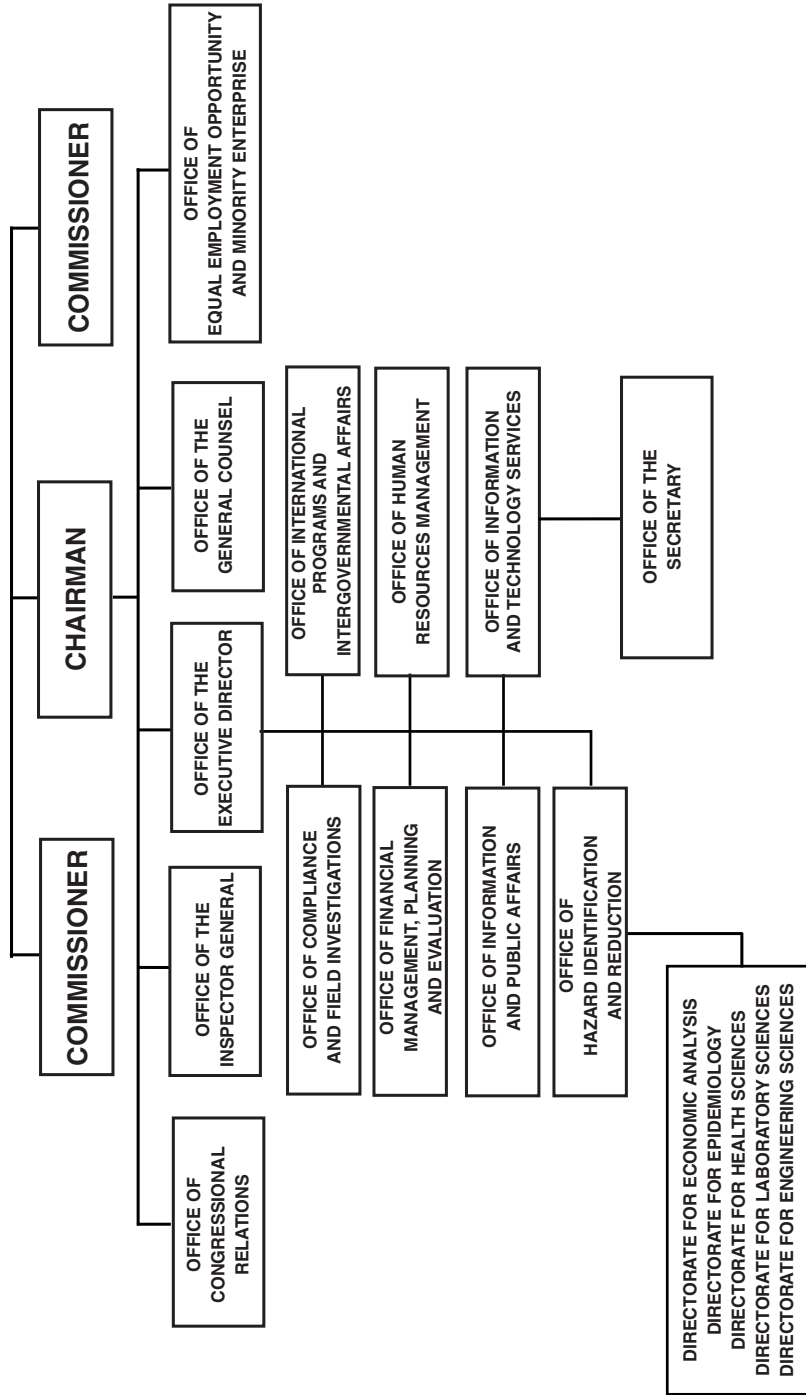 COMMISSIONER
CHAIRMAN
COMMISSIONER
OFFICE OF
CONGRESSIONAL
RELATIONS
OFFICE OF THE
INSPECTOR GENERAL
OFFICE OF THE
EXECUTIVE DIRECTOR
OFFICE OF THE
GENERAL COUNSEL
OFFICE OF
EQUAL EMPLOYMENT OPPORTUNITY
AND MINORITY ENTERPRISE
OFFICE OF COMPLIANCE
AND FIELD INVESTIGATIONS
OFFICE OF INTERNATIONAL
PROGRAMS AND
INTERGOVERNMENTAL AFFAIRS
OFFICE OF FINANCIAL
MANAGEMENT, PLANNING
AND EVALUATION
OFFICE OF HUMAN
RESOURCES MANAGEMENT
OFFICE OF INFORMATION
AND PUBLIC AFFAIRS
OFFICE OF INFORMATION
AND TECHNOLOGY SERVICES
OFFICE OF
HAZARD IDENTIFICATION
AND REDUCTION
OFFICE OF THE
SECRETARY
DIRECTORATE FOR ECONOMIC ANALYSIS
DIRECTORATE FOR EPIDEMIOLOGY
DIRECTORATE FOR HEALTH SCIENCES
DIRECTORATE FOR LABORATORY SCIENCES
DIRECTORATE FOR ENGINEERING SCIENCES